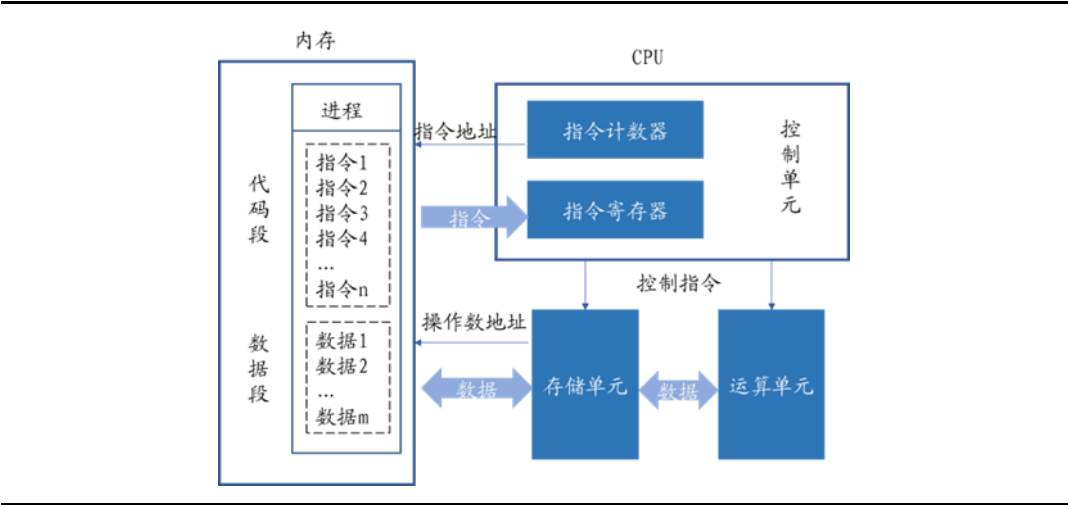 内存
CPU
进程
代码段
指令1
指令2
指令3
指令4
...
指令n
数据段
数据1
数据2
...
数据m
指令地址
指令
指令计数器
指令寄存器
控制单元
控制指令
操作数地址
数据
存储单元
数据
运算单元